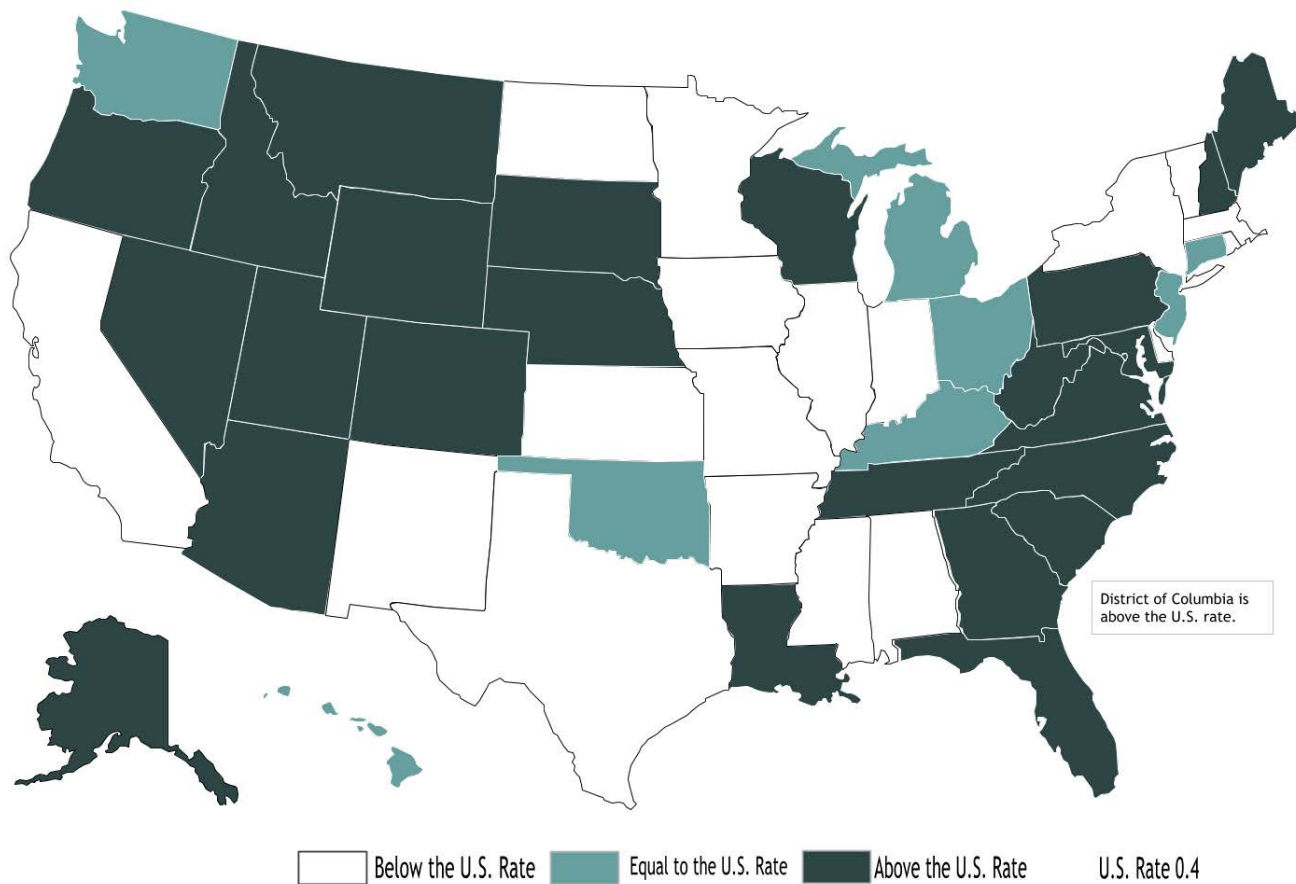 District of Columbia is
above the U.S. rate.
Below the U.S. Rate
Equal to the U.S. Rate
Above the U.S. Rate
U.S. Rate 0.4